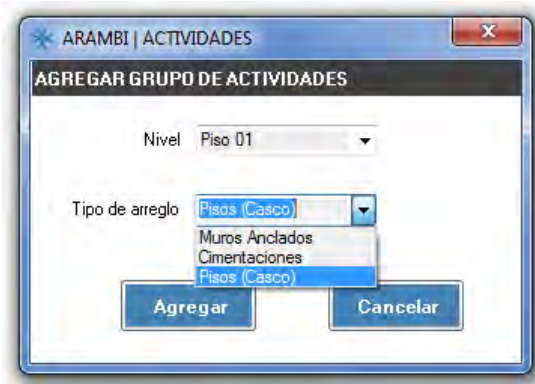 ARAMBI | ACTIVIDADES
AGREGAR GRUPO DE ACTIVIDADES
Nivel Piso 01
Tipo de arreglo Pisos (Casco)
Muros Anclados
Cimentaciones
Pisos (Casco)
Agregar Cancelar